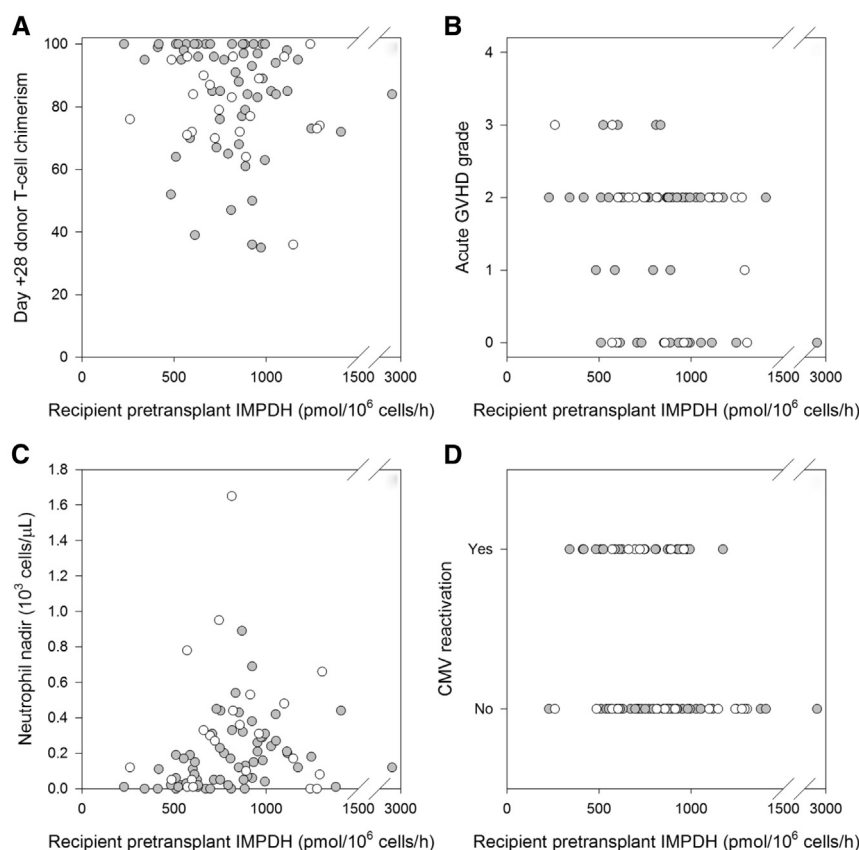 A
Day +28 donor T-cell chimerism
100
80
60
40
20
0
0 500 1000 1500 3000
Recipient pretransplant IMPDH (pmol/10⁶ cells/h)
B
Acute GVHD grade
4
3
2
1
0
0 500 1000 1500 3000
Recipient pretransplant IMPDH (pmol/10⁶ cells/h)
C
Neutrophil nadir (10³ cells/μL)
1.8
1.6
1.4
1.2
1.0
0.8
0.6
0.4
0.2
0.0
0 500 1000 1500 3000
Recipient pretransplant IMPDH (pmol/10⁶ cells/h)
D
CMV reactivation
Yes
No
0 500 1000 1500 3000
Recipient pretransplant IMPDH (pmol/10⁶ cells/h)